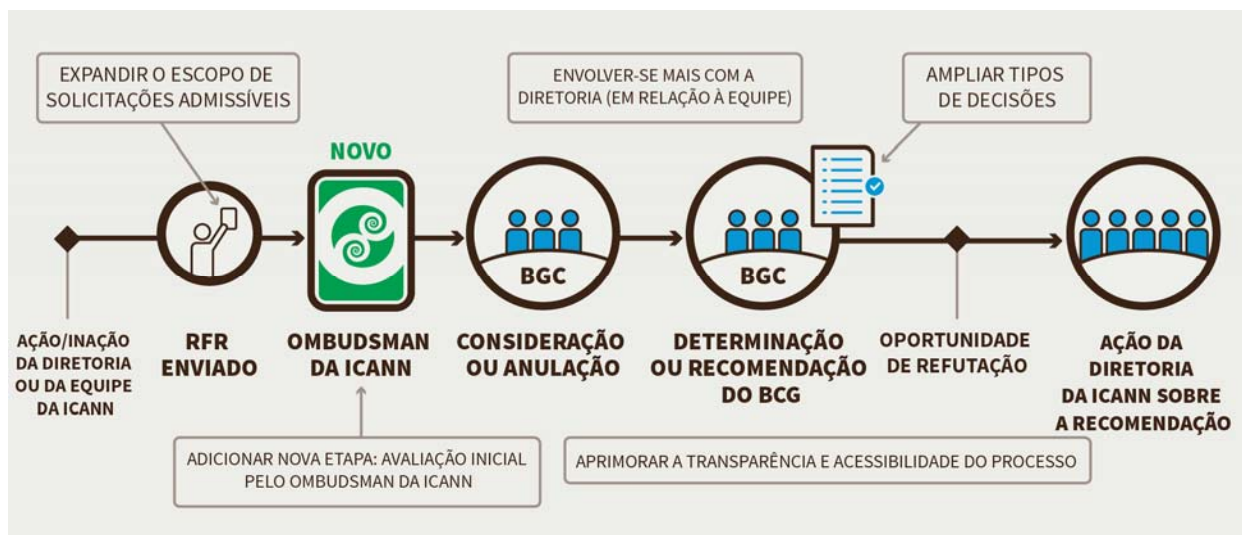 EXPANDIR O ESCOPO DE
SOLICITAÇÕES ADMISSÍVEIS
ENVOLVER-SE MAIS COM A
DIRETORIA (EM RELAÇÃO À EQUIPE)
AMPLIAR TIPOS
DE DECISÕES
NOVO
BGC
BGC
AÇÃO/INAÇÃO
DA DIRETORIA
OU DA EQUIPE
DA ICANN
RFR
ENVIADO
OMBUDSMAN
DA ICANN
CONSIDERAÇÃO
OU ANULAÇÃO
DETERMINAÇÃO
OU RECOMENDAÇÃO
DO BCG
OPORTUNIDADE
DE REFUTAÇÃO
AÇÃO DA
DIRETORIA
DA ICANN SOBRE
A RECOMENDAÇÃO
ADICIONAR NOVA ETAPA: AVALIAÇÃO INICIAL
PELO OMBUDSMAN DA ICANN
APRIMORAR A TRANSPARÊNCIA E ACESSIBILIDADE DO PROCESSO